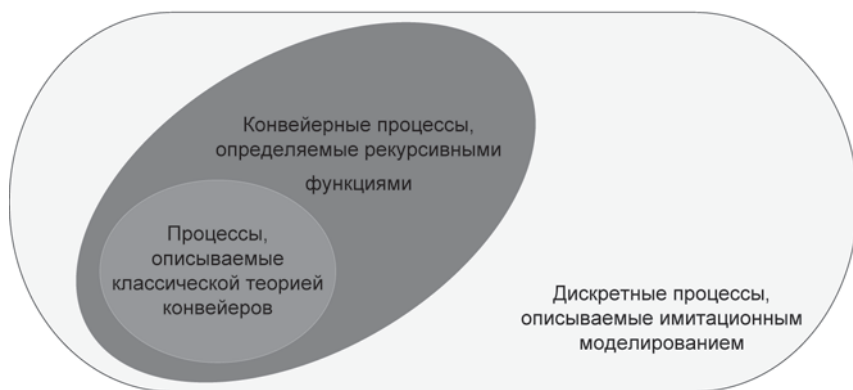 Конвейерные процессы,
определяемые рекурсивными
функциями
Процессы,
описываемые
классической теорией
конвейеров
Дискретные процессы,
описываемые имитационным
моделированием